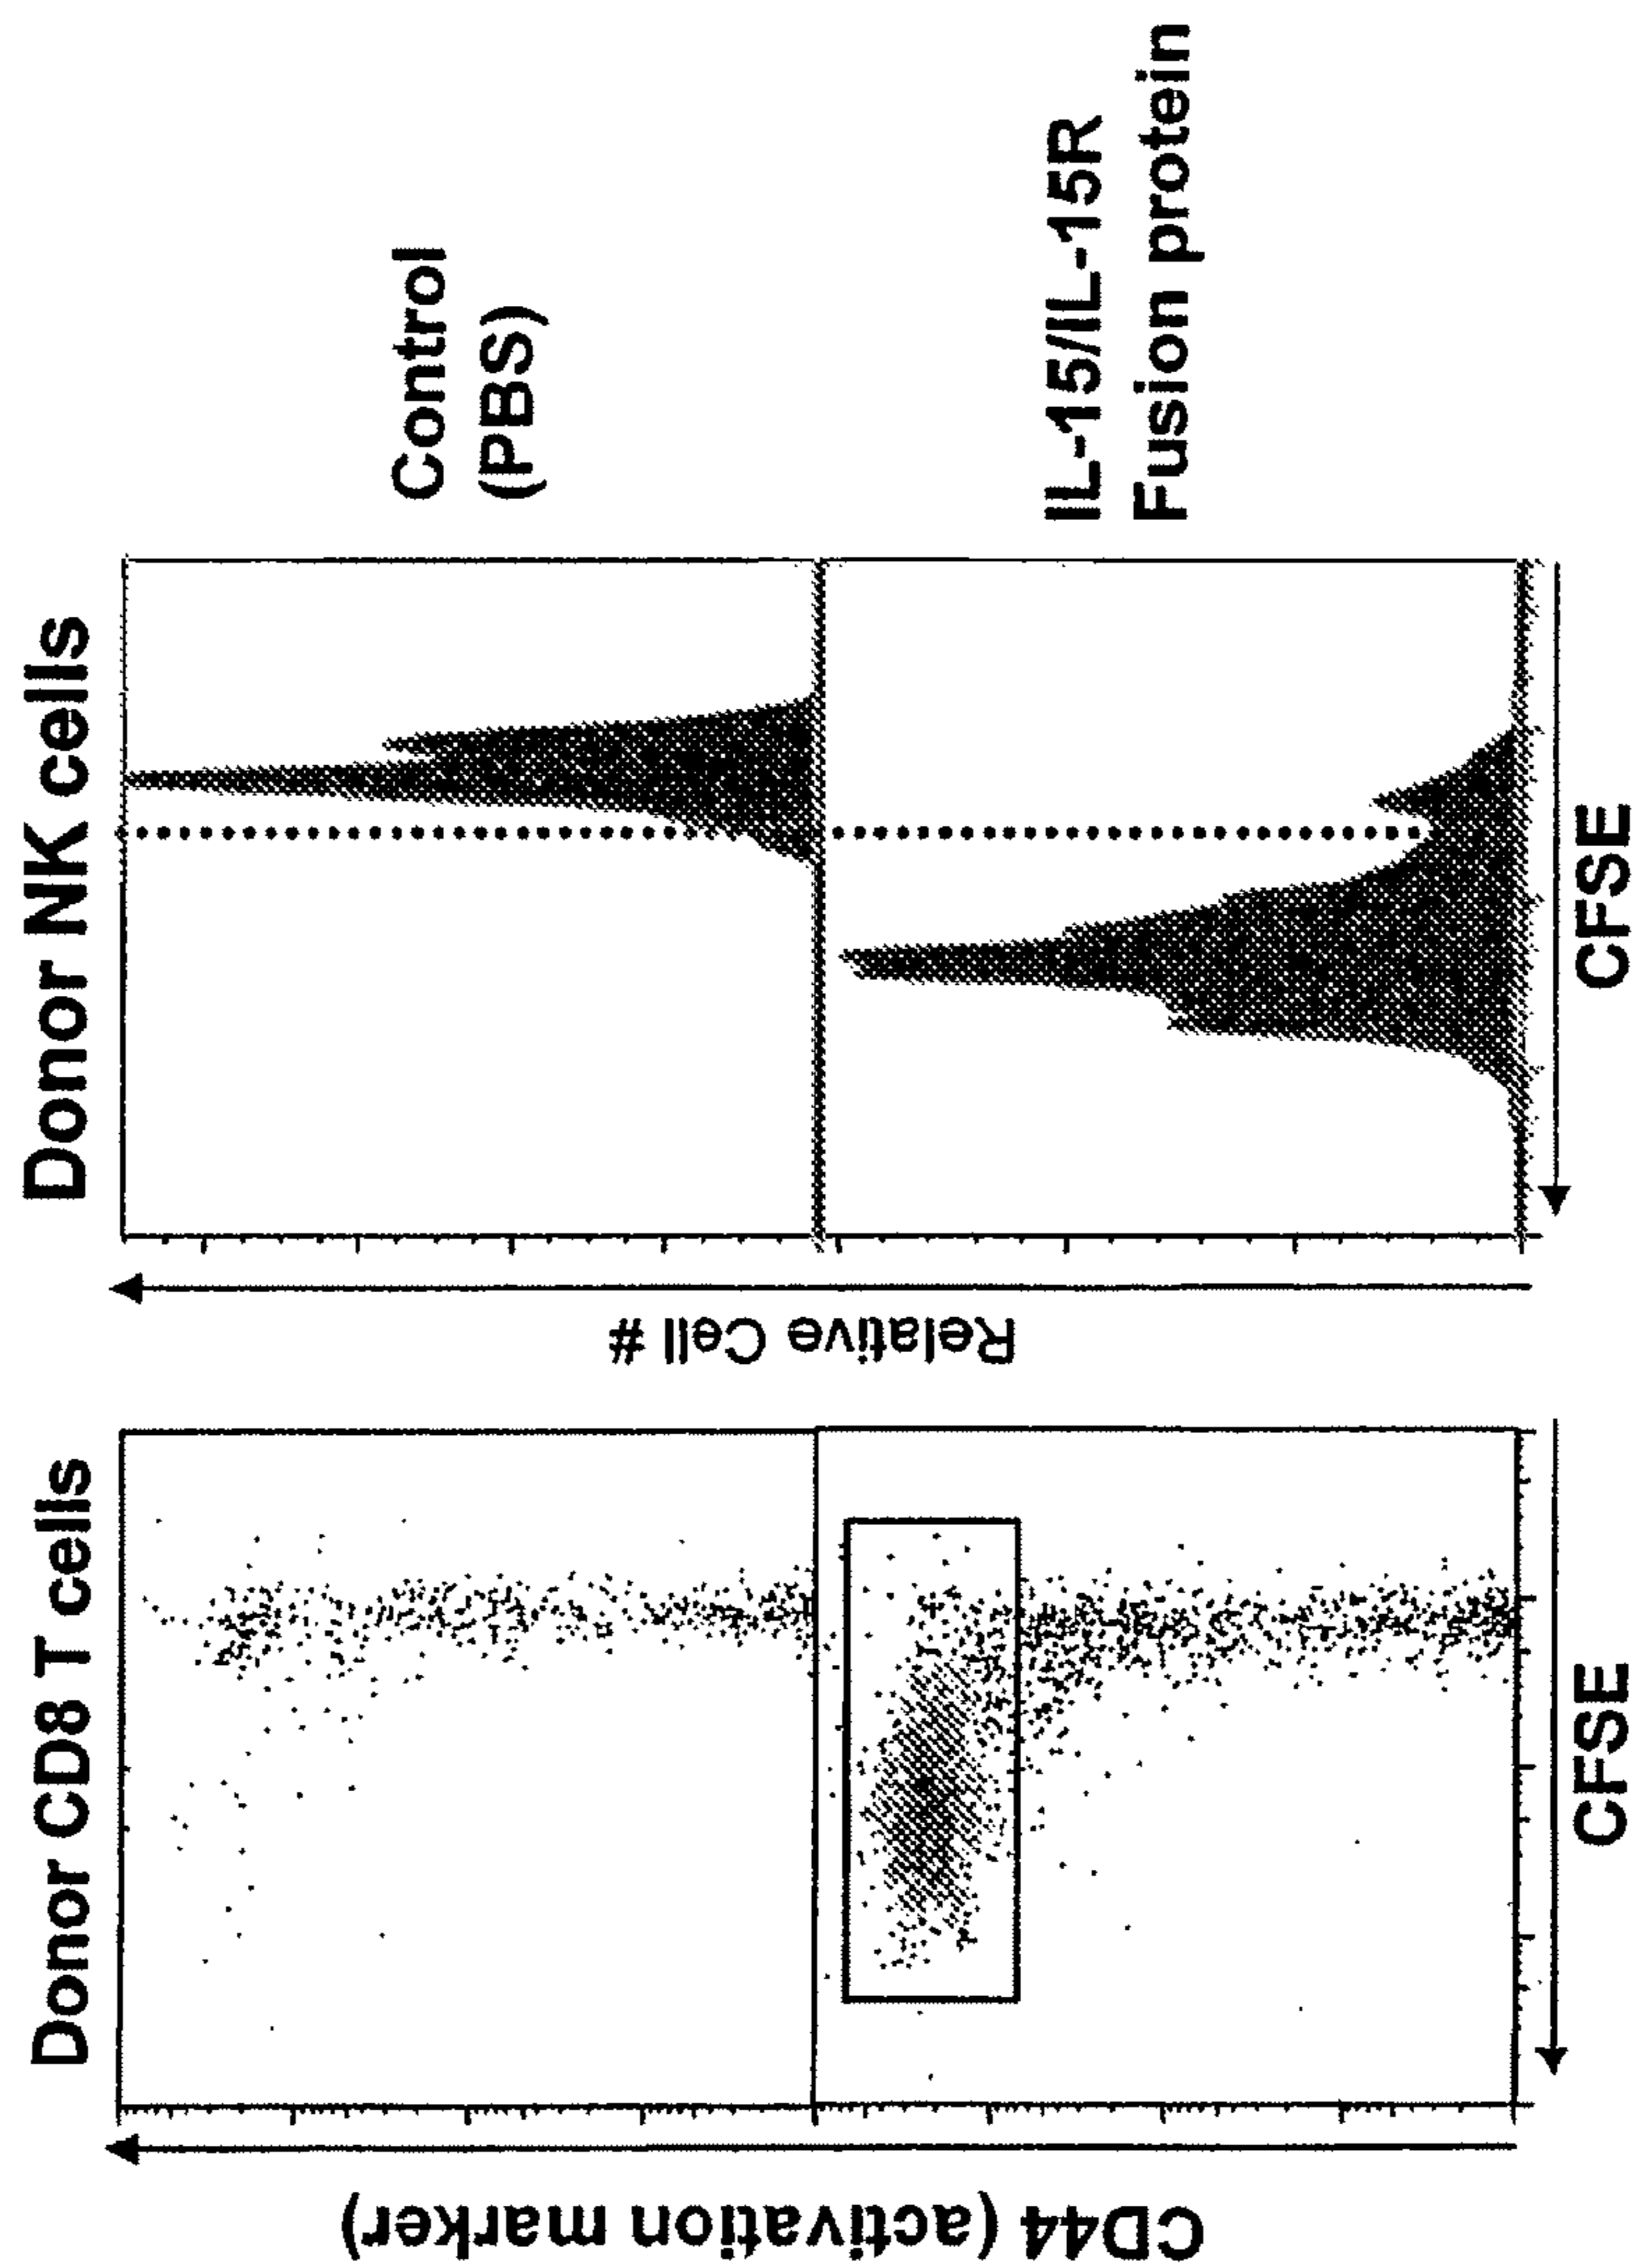 Donor CD8 T cells
Donor NK cells
CD44 (activation marker)
Relative Cell #
Control
(PBS)
IL-15/IL-15R
Fusion protein
CFSE
CFSE